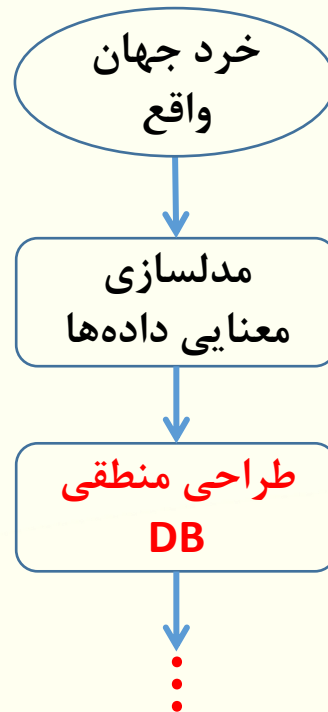 خرد جهان
واقع
مدلسازی
معنایی داده‌ها
طراحی منطقی
DB